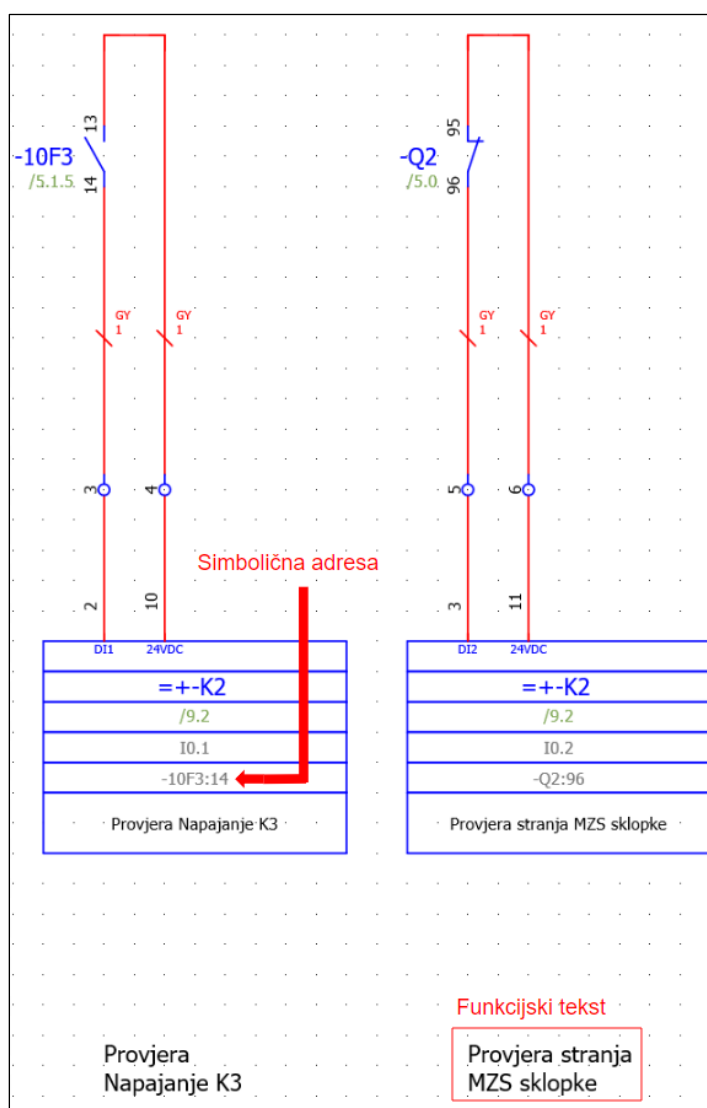 13
95
-10F3
-Q2
/5.1.5
/5.0
14
96
GY
1
GY
1
GY
1
GY
1
3
4
5
6
Simbolična adresa
2
10
3
11
DI1
24VDC
DI2
24VDC
=+-K2
=+-K2
/9.2
/9.2
I0.1
I0.2
-10F3:14
-Q2:96
Provjera Napajanje K3
Provjera stranja MZS sklopke
Funkcijski tekst
Provjera
Napajanje K3
Provjera stranja
MZS sklopke